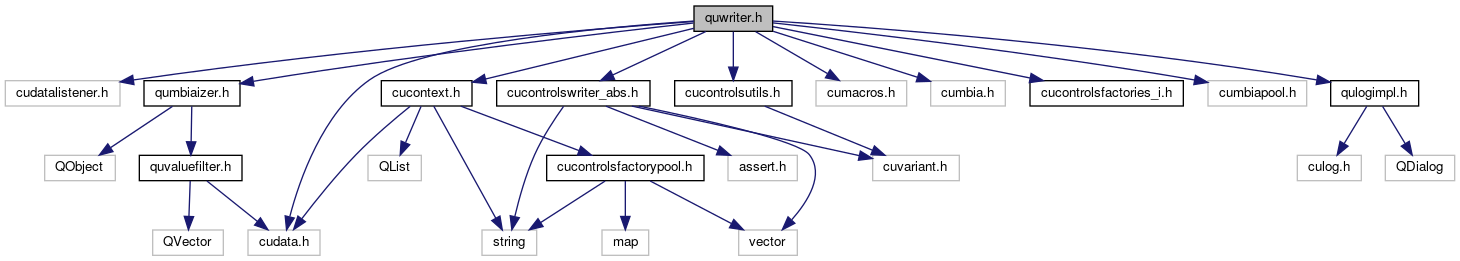 quwriter.h
cudatalistener.h
qumbiaizer.h
cucontext.h
cucontrolswriter_abs.h
cucontrolsutils.h
cumacros.h
cumbia.h
cucontrolsfactories_i.h
cumbiapool.h
qulogimpl.h
QObject
quvaluefilter.h
QList
cucontrolsfactorypool.h
assert.h
cuvariant.h
culog.h
QDialog
QVector
cudata.h
string
map
vector